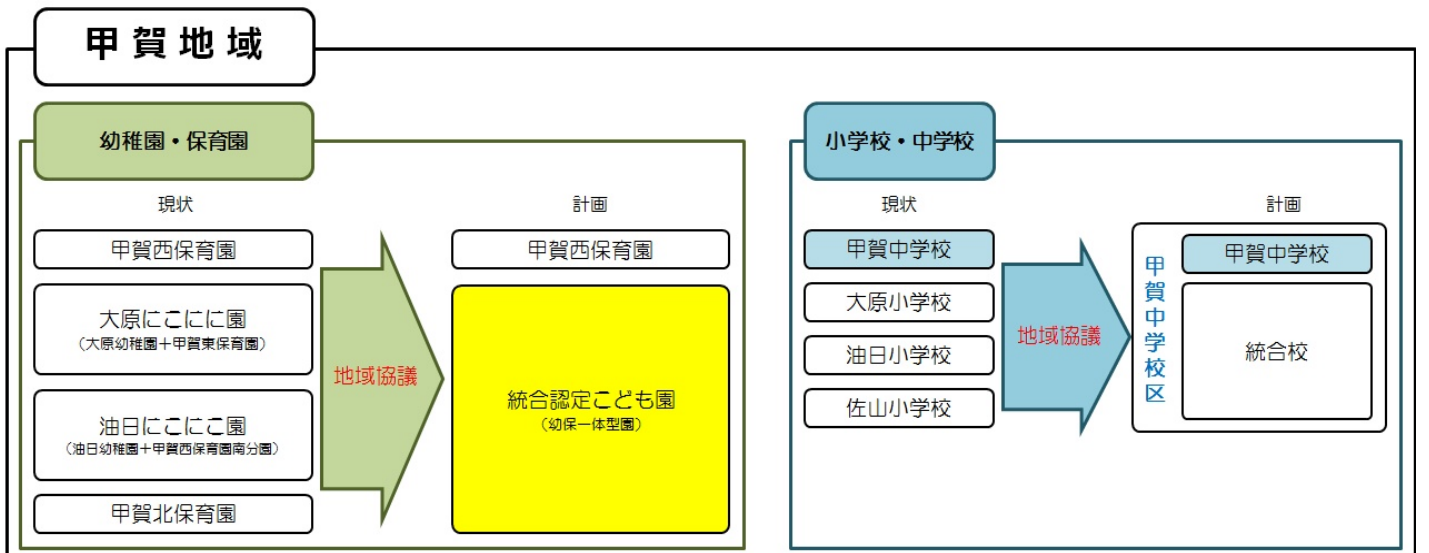 甲賀地域
幼稚園・保育園
現状
計画
甲賀西保育園
大原にこにに園
（大原幼稚園＋甲賀東保育園）
油日にこにこ園
（油日幼稚園＋甲賀西保育園南分園）
甲賀北保育園
地域協議
甲賀西保育園
統合認定こども園
（幼保一体型園）
小学校・中学校
現状
計画
甲賀中学校
大原小学校
油日小学校
佐山小学校
地域協議
甲賀中学校区
甲賀中学校
統合校